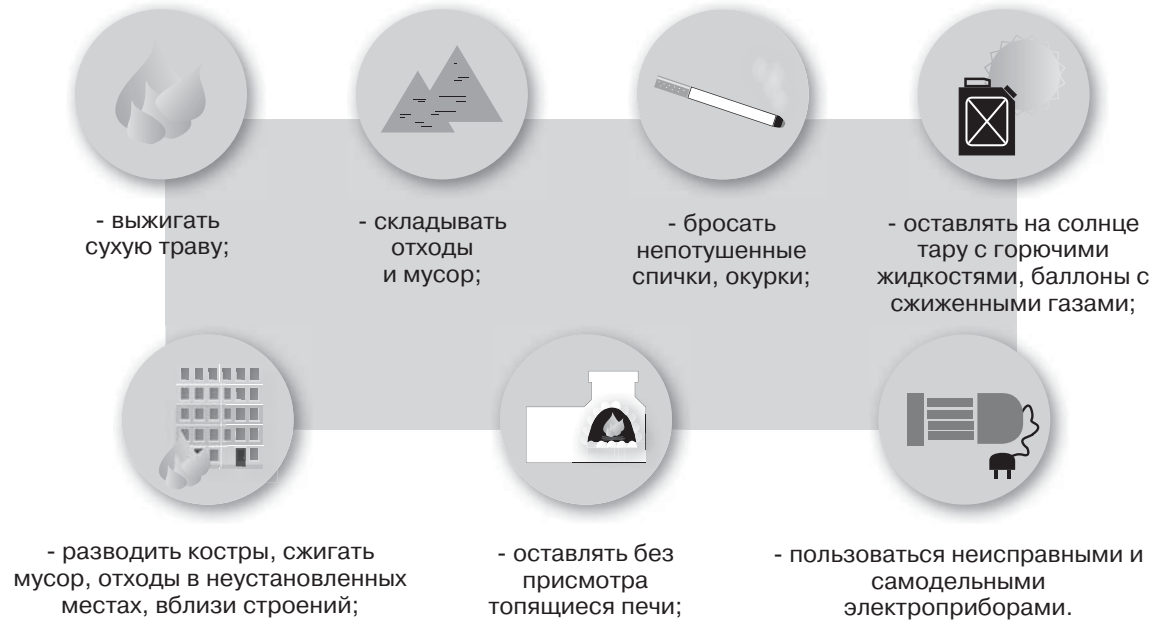 - выжигать
сухую траву;
- складывать
отходы
и мусор;
- бросать
непотушенные
спички, окурки;
- оставлять на солнце
тару с горючими
жидкостями, баллоны с
сжиженными газами;
- разводить костры, сжигать
мусор, отходы в неустановленных
местах, вблизи строений;
- оставлять без
присмотра
топящиеся печи;
- пользоваться неисправными и
самодельными
электроприборами.